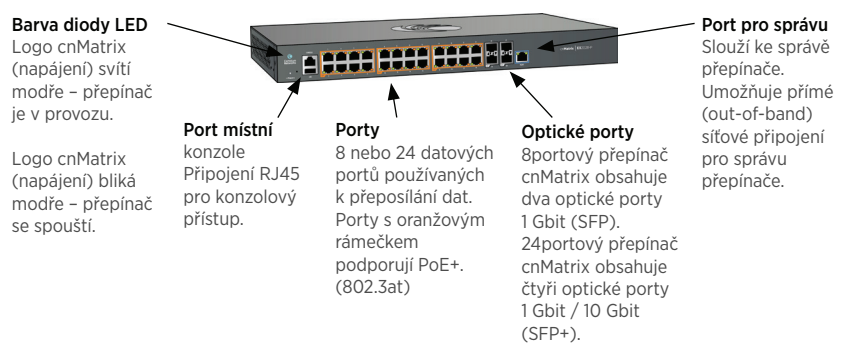 Barva diody LED
Logo cnMatrix
(napájení) svítí
modře – přepínač
je v provozu.
Logo cnMatrix
(napájení) bliká
modře – přepínač
se spouští.
Port místní
konzole
Připojení RJ45
pro konzolový
přístup.
Porty
8 nebo 24 datových
portů používaných
k přeposílání dat.
Porty s oranžovým
rámečkem
podporují PoE+.
(802.3at)
Optické porty
8portový přepínač
cnMatrix obsahuje
dva optické porty
1 Gbit (SFP).
24portový přepínač
cnMatrix obsahuje
čtyři optické porty
1 Gbit / 10 Gbit
(SFP+).
Port pro správu
Slouží ke správě
přepínače.
Umožňuje přímé
(out-of-band)
síťové připojení
pro správu
přepínače.